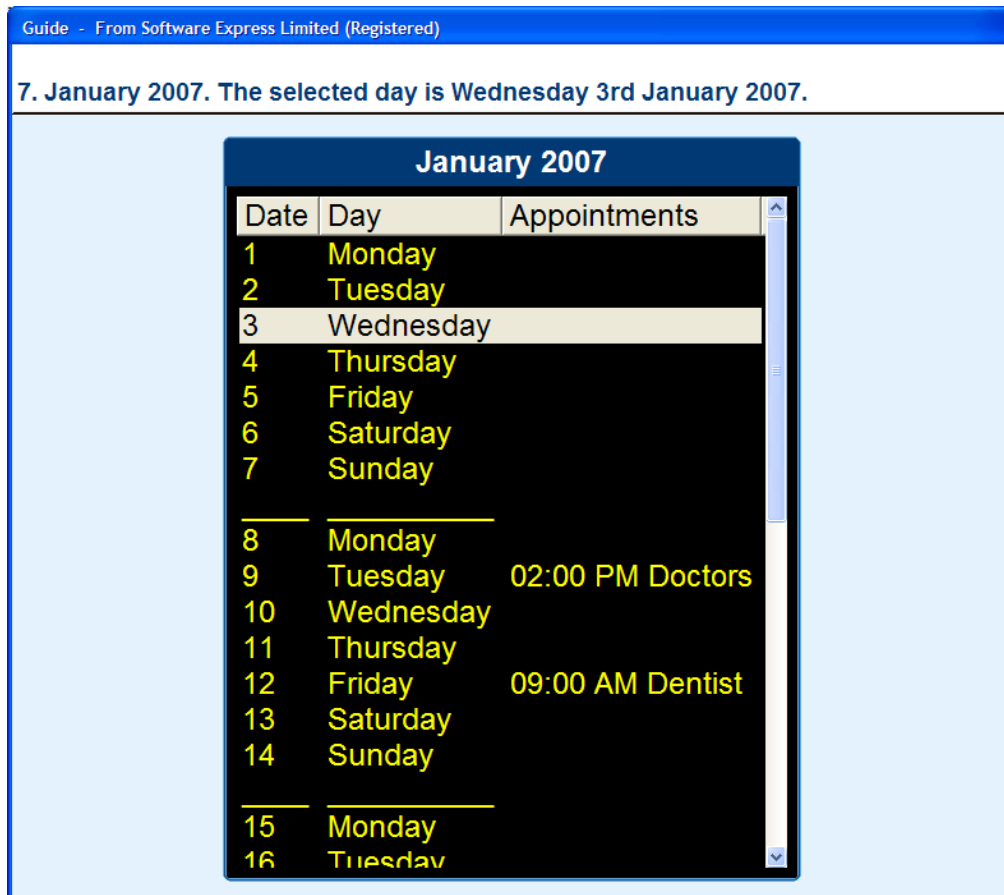 Guide - From Software Express Limited (Registered)
7. January 2007. The selected day is Wednesday 3rd January 2007.
January 2007
Date Day Appointments
1 Monday
2 Tuesday
3 Wednesday
4 Thursday
5 Friday
6 Saturday
7 Sunday
8 Monday
9 Tuesday 02:00 PM Doctors
10 Wednesday
11 Thursday
12 Friday 09:00 AM Dentist
13 Saturday
14 Sunday
15 Monday
16 Tuesday